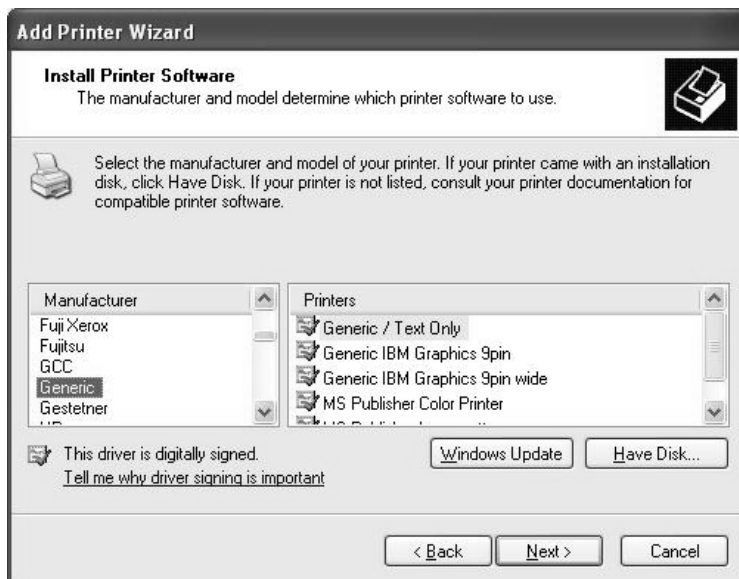 Add Printer Wizard
Install Printer Software
The manufacturer and model determine which printer software to use.
Select the manufacturer and model of your printer. If your printer came with an installation
disk, click Have Disk. If your printer is not listed, consult your printer documentation for
compatible printer software.
Manufacturer
Fuji Xerox
Fujitsu
GCC
Generic
Gestetner
Printers
Generic / Text Only
Generic IBM Graphics 9pin
Generic IBM Graphics 9pin wide
MS Publisher Color Printer
This driver is digitally signed.
Tell me why driver signing is important
Windows Update
Have Disk...
< Back
Next >
Cancel